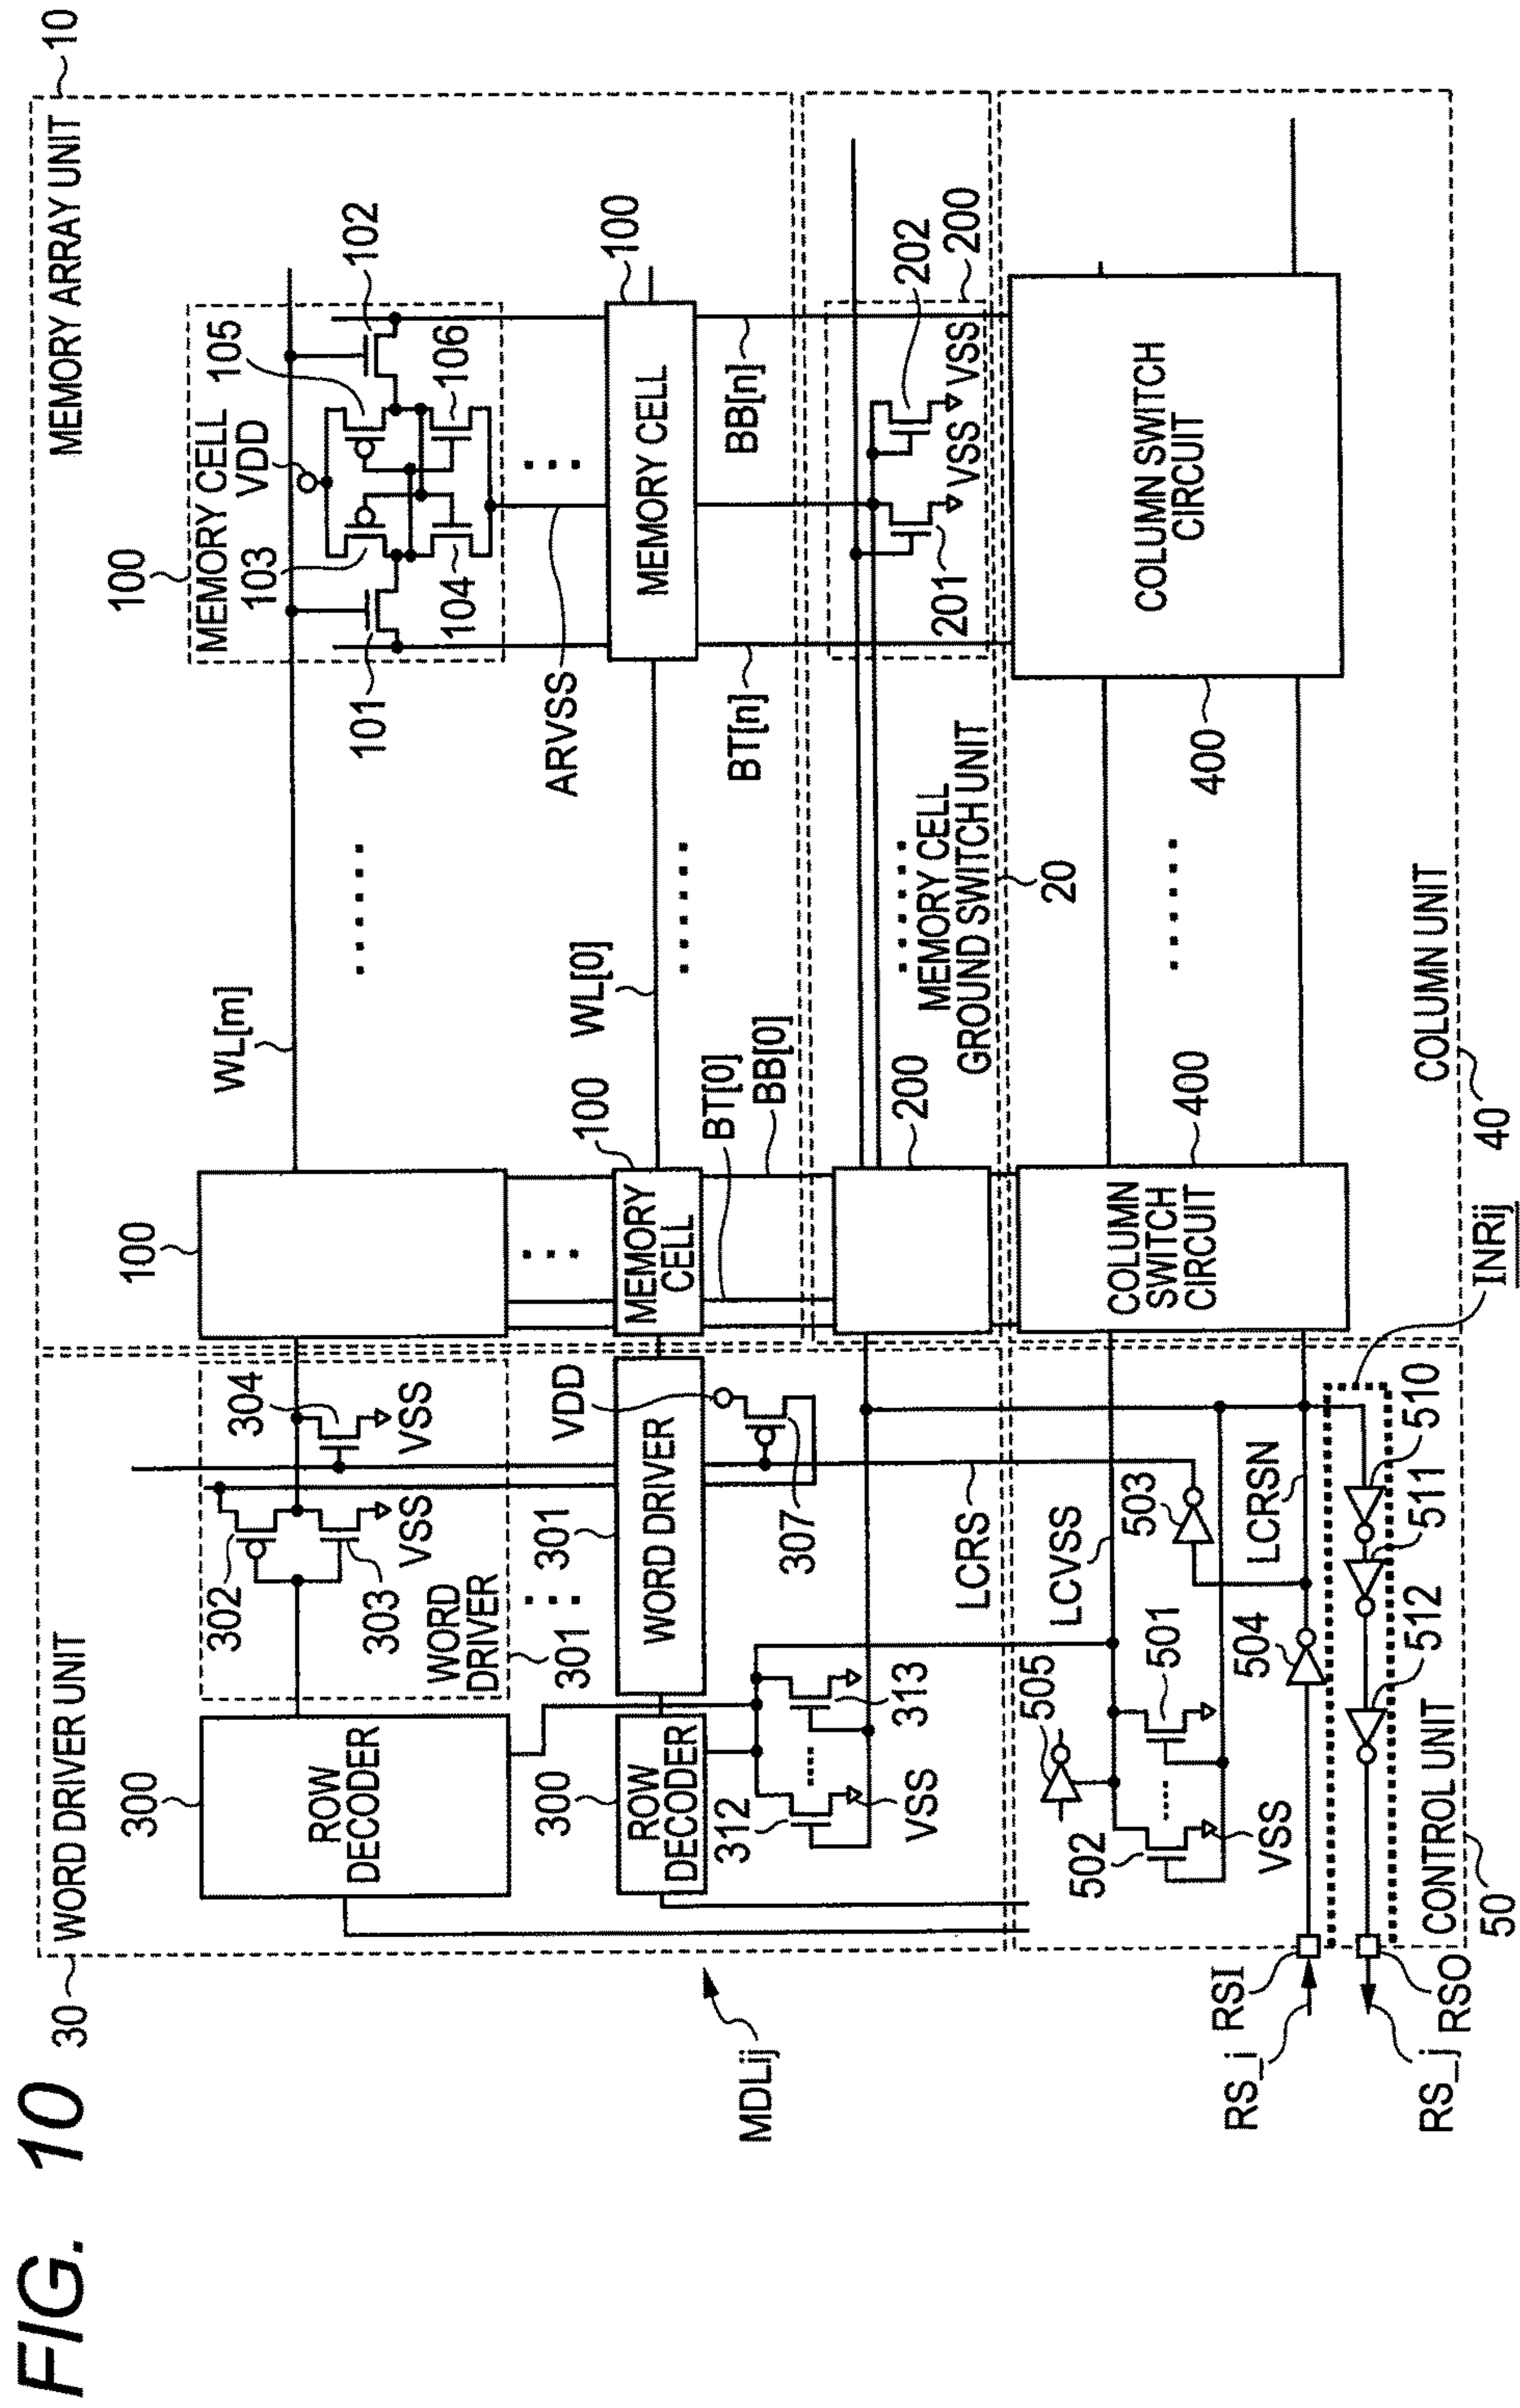 FIG. 10
30
WORD DRIVER UNIT
MEMORY ARRAY UNIT
10
300
ROW
DECODER
302
303
304
VSS
VSS
WORD
DRIVER
301
100
WL[m]
100
MEMORY CELL
VDD
101
102
103
104
105
106
ARVSS
300
ROW
DECODER
301
WORD DRIVER
VDD
307
100
MEMORY
CELL
WL[0]
100
MEMORY CELL
312
313
VSS
LCRS
BT[0]
BB[0]
BT[n]
BB[n]
MDLij
200
MEMORY CELL
GROUND SWITCH UNIT
20
201
202
VSS
VSS
200
505
LCVSS
502
501
VSS
503
504
LCRSN
COLUMN
SWITCH
CIRCUIT
400
400
COLUMN SWITCH
CIRCUIT
COLUMN UNIT
40
RS_i
RSI
RS_j
RSO
CONTROL UNIT
50
512
511
510
INRij